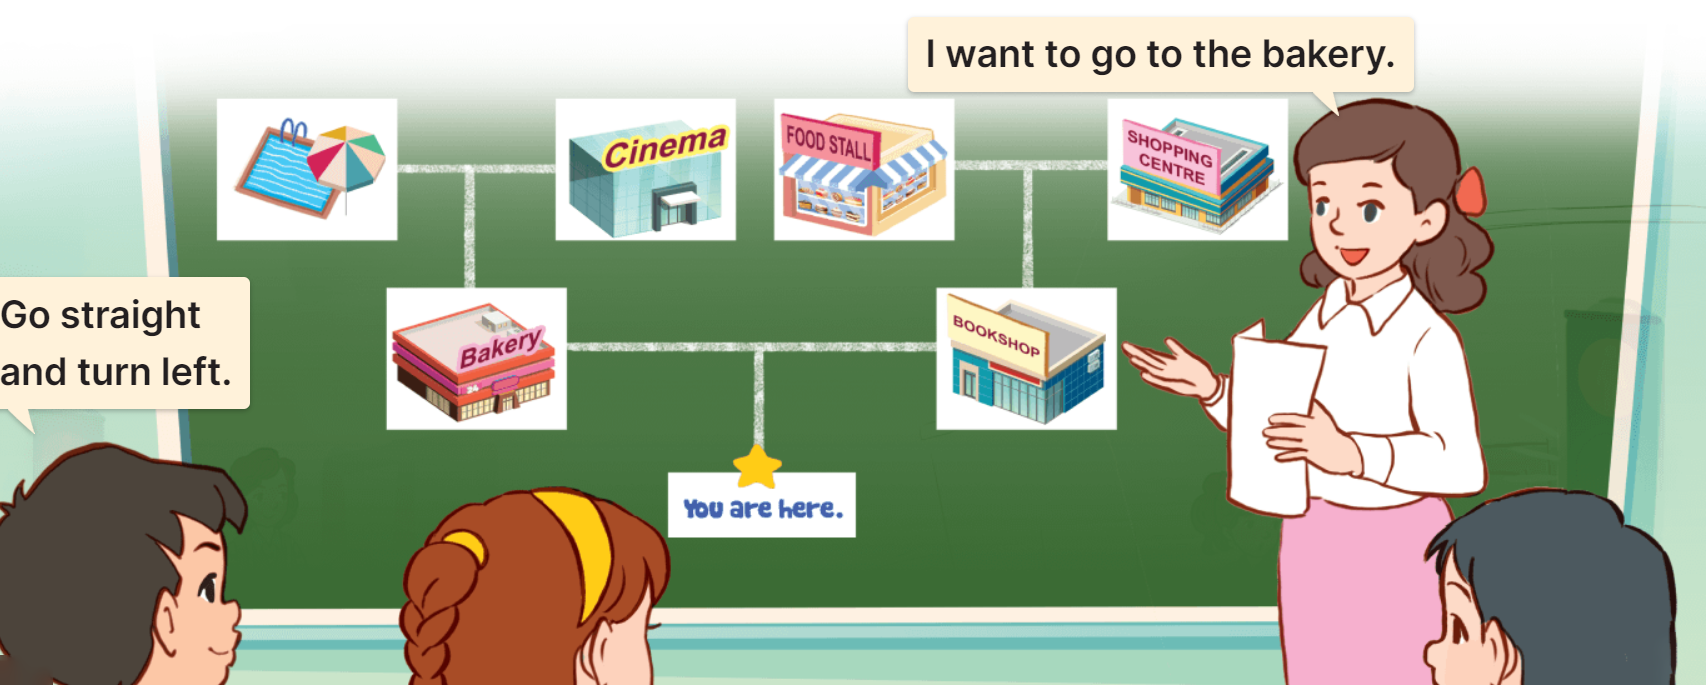 I want to go to the bakery.
Cinema
FOOD STALL
SHOPPING
CENTRE
Go straight
and turn left.
Bakery
24
BOOKSHOP
You are here.